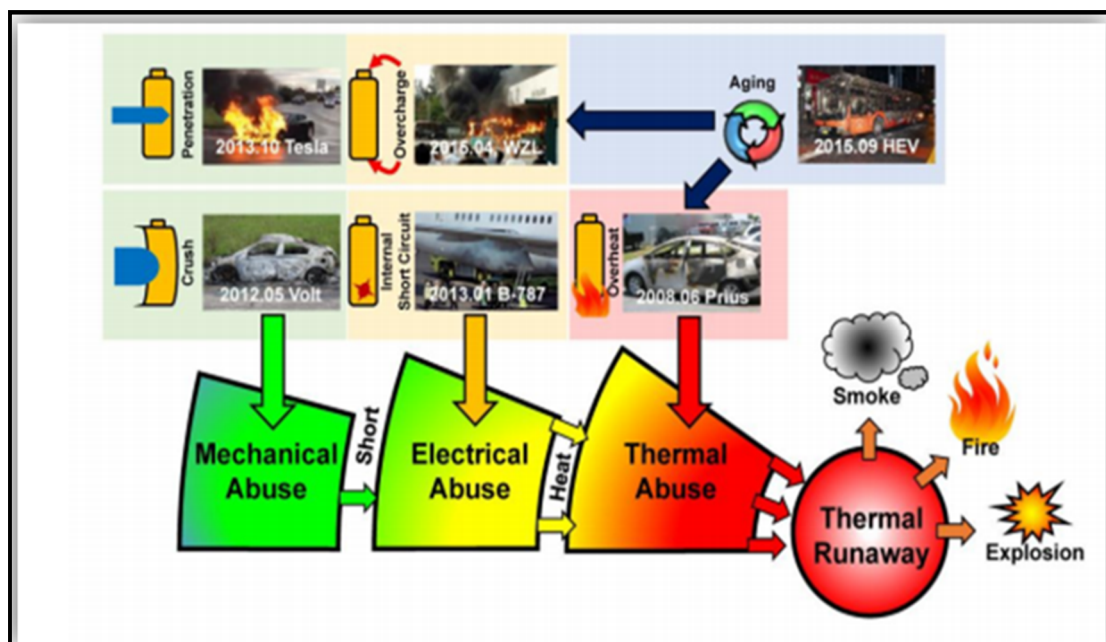 Penetration
2013.10 Tesla
Overcharge
2015.04, WZL
Aging
2015.09 HEV
Crush
2012.05 Volt
Internal
Short Circuit
2013.01 B-787
Overheat
2008.06 Prius
Mechanical
Abuse
Short
Electrical
Abuse
Heat
Thermal
Abuse
Thermal
Runaway
Smoke
Fire
Explosion